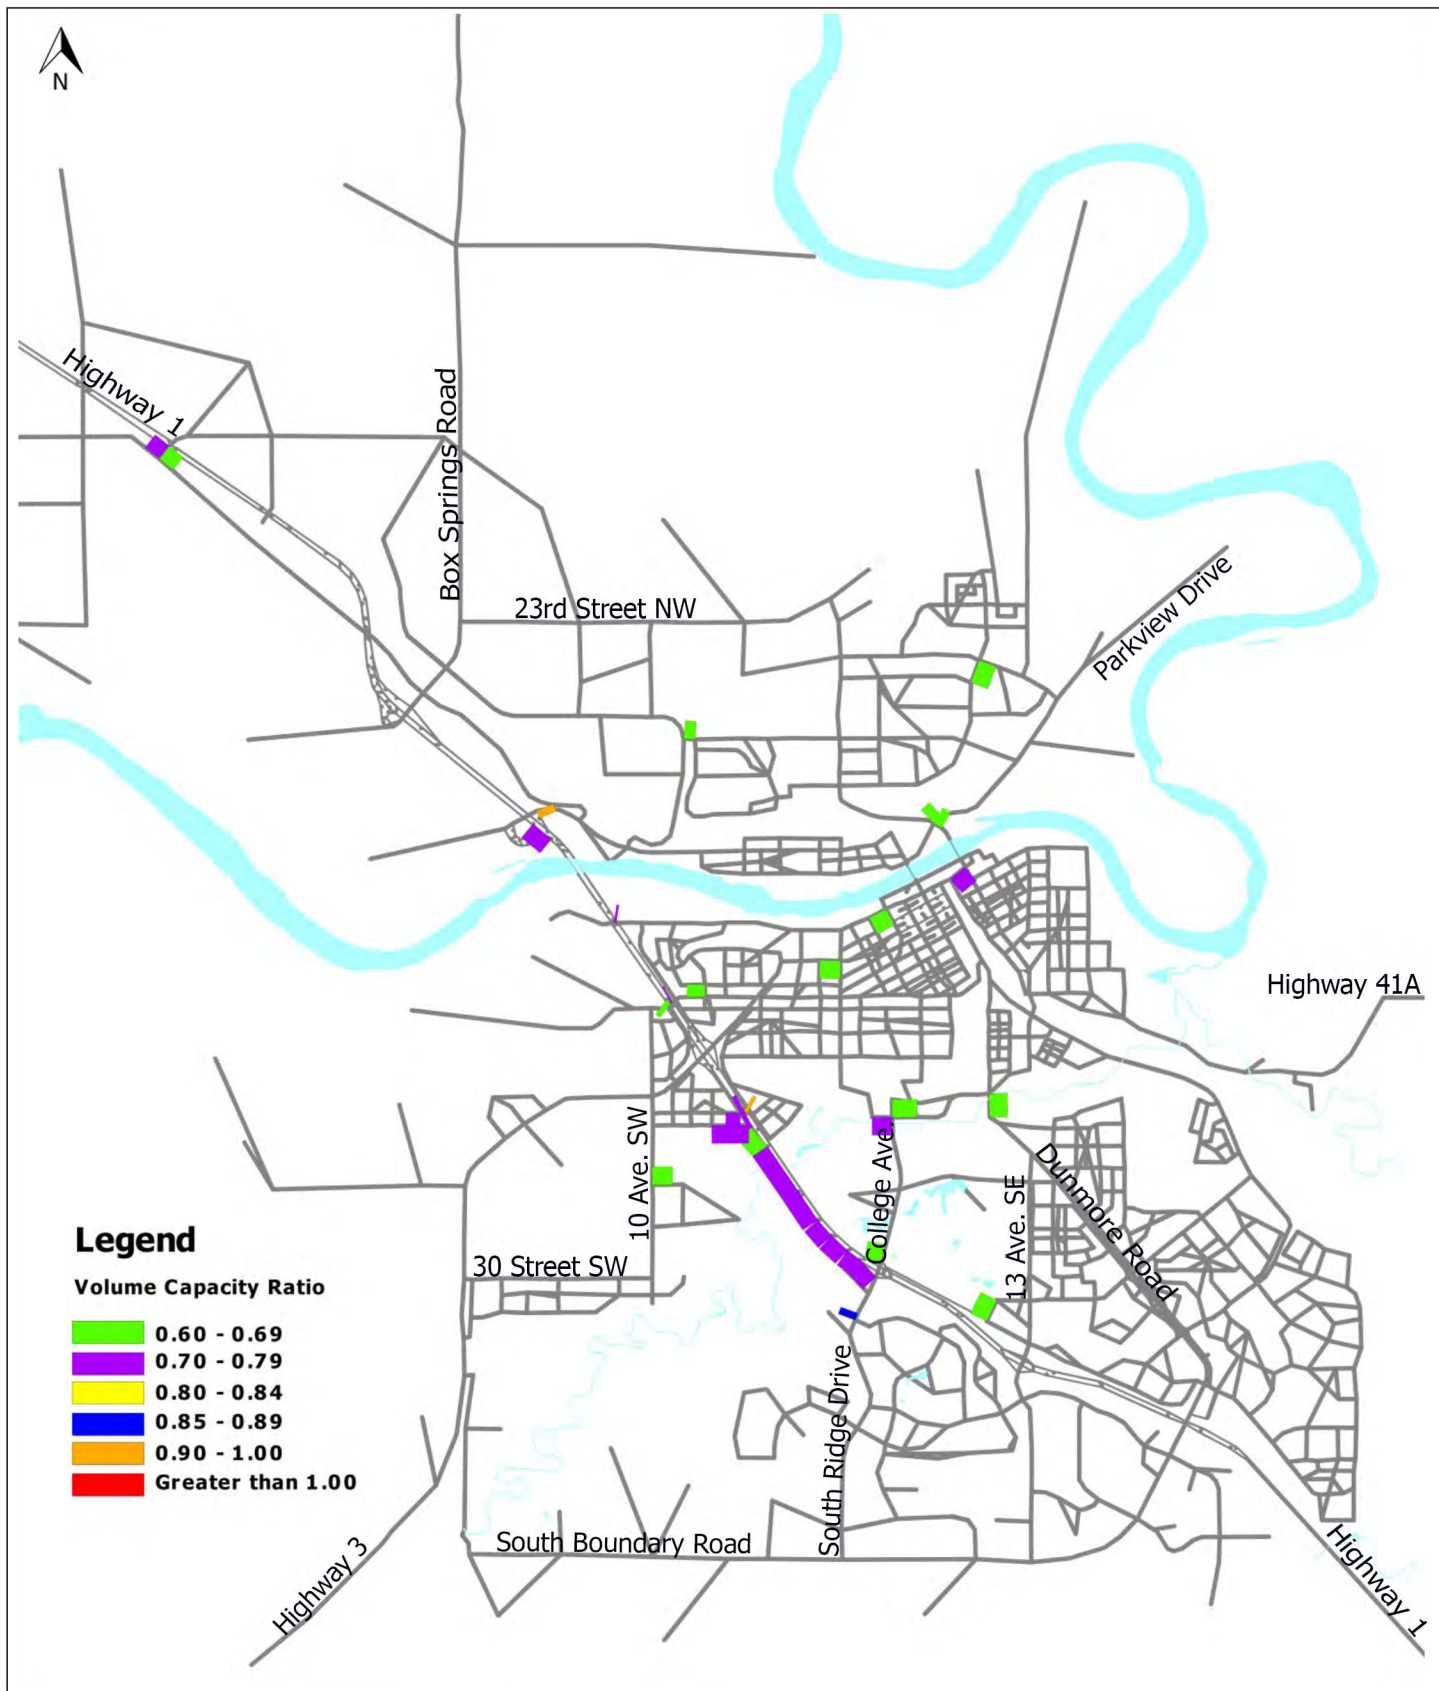 N
Highway 1
Box Springs Road
23rd Street NW
Parkview Drive
Highway 41A
10 Ave. SW
College Ave.
13 Ave. SE
Dunmore Road
30 Street SW
South Ridge Drive
South Boundary Road
Highway 3
Highway 1
Legend
Volume Capacity Ratio
0.60 - 0.69
0.70 - 0.79
0.80 - 0.84
0.85 - 0.89
0.90 - 1.00
Greater than 1.00